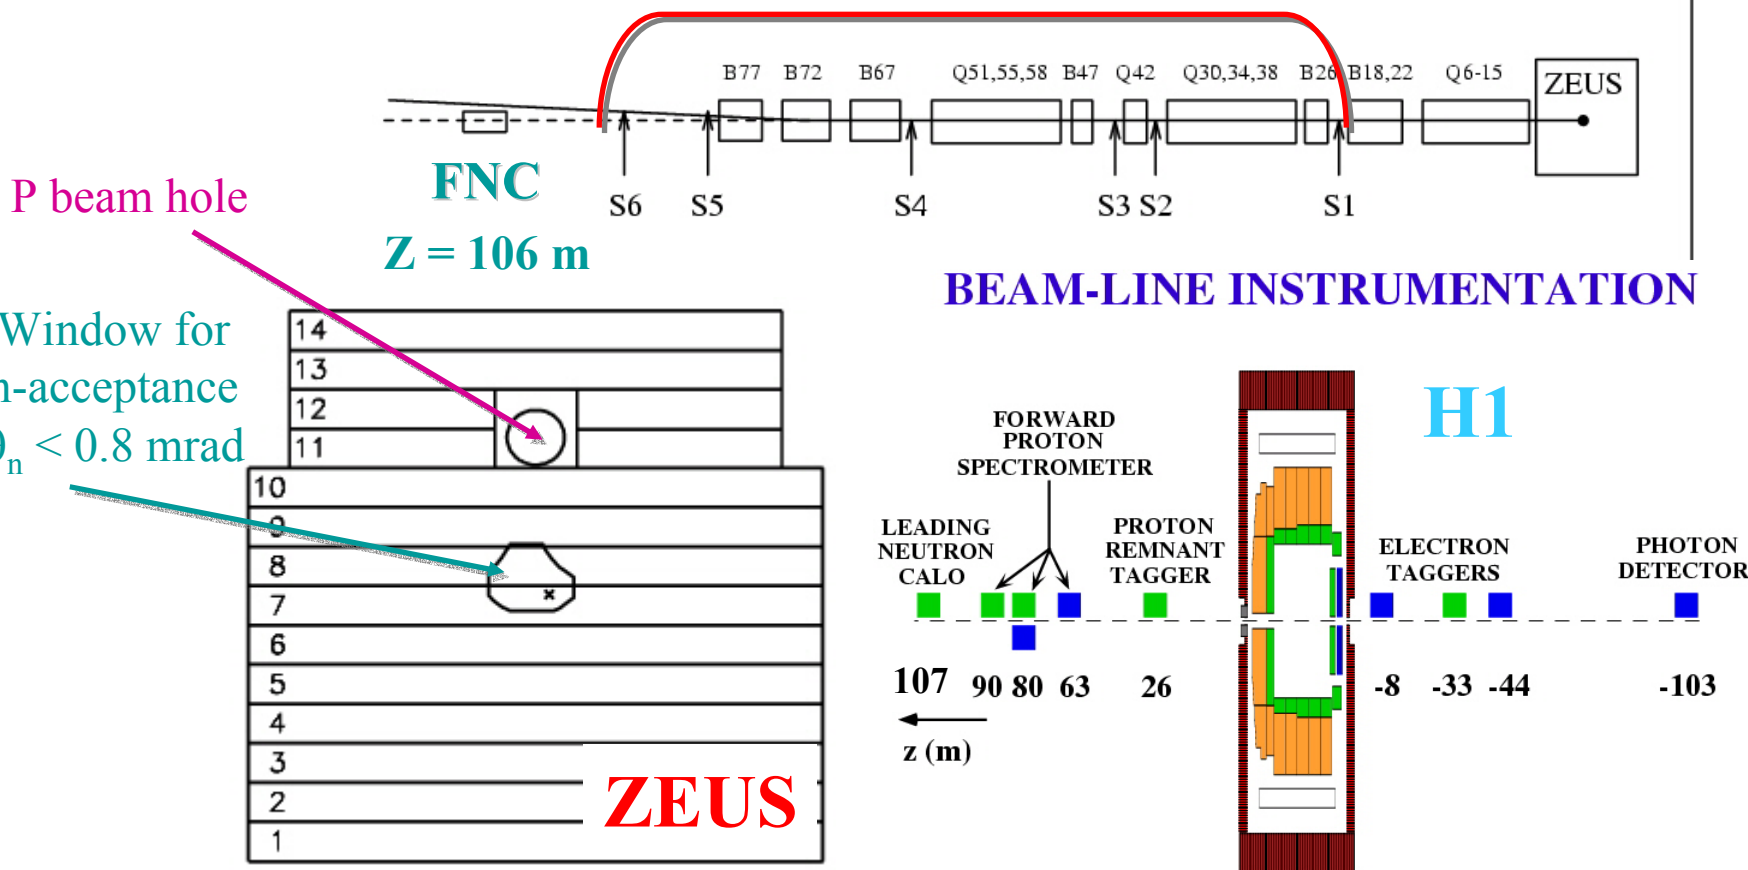 B77 B72 B67 Q51,55,58 B47 Q42 Q30,34,38 B26 B18,22 Q6-15
ZEUS
S6 S5 S4 S3 S2 S1
FNC
Z = 106 m
P beam hole
Window for
n-acceptance
θn < 0.8 mrad
14
13
12
11
10
9
8
7
6
5
4
3
2
1
ZEUS
BEAM-LINE INSTRUMENTATION
H1
FORWARD
PROTON
SPECTROMETER
LEADING
NEUTRON
CALO
PROTON
REMNANT
TAGGER
ELECTRON
TAGGERS
PHOTON
DETECTOR
107 90 80 63 26 -8 -33 -44 -103
z (m)